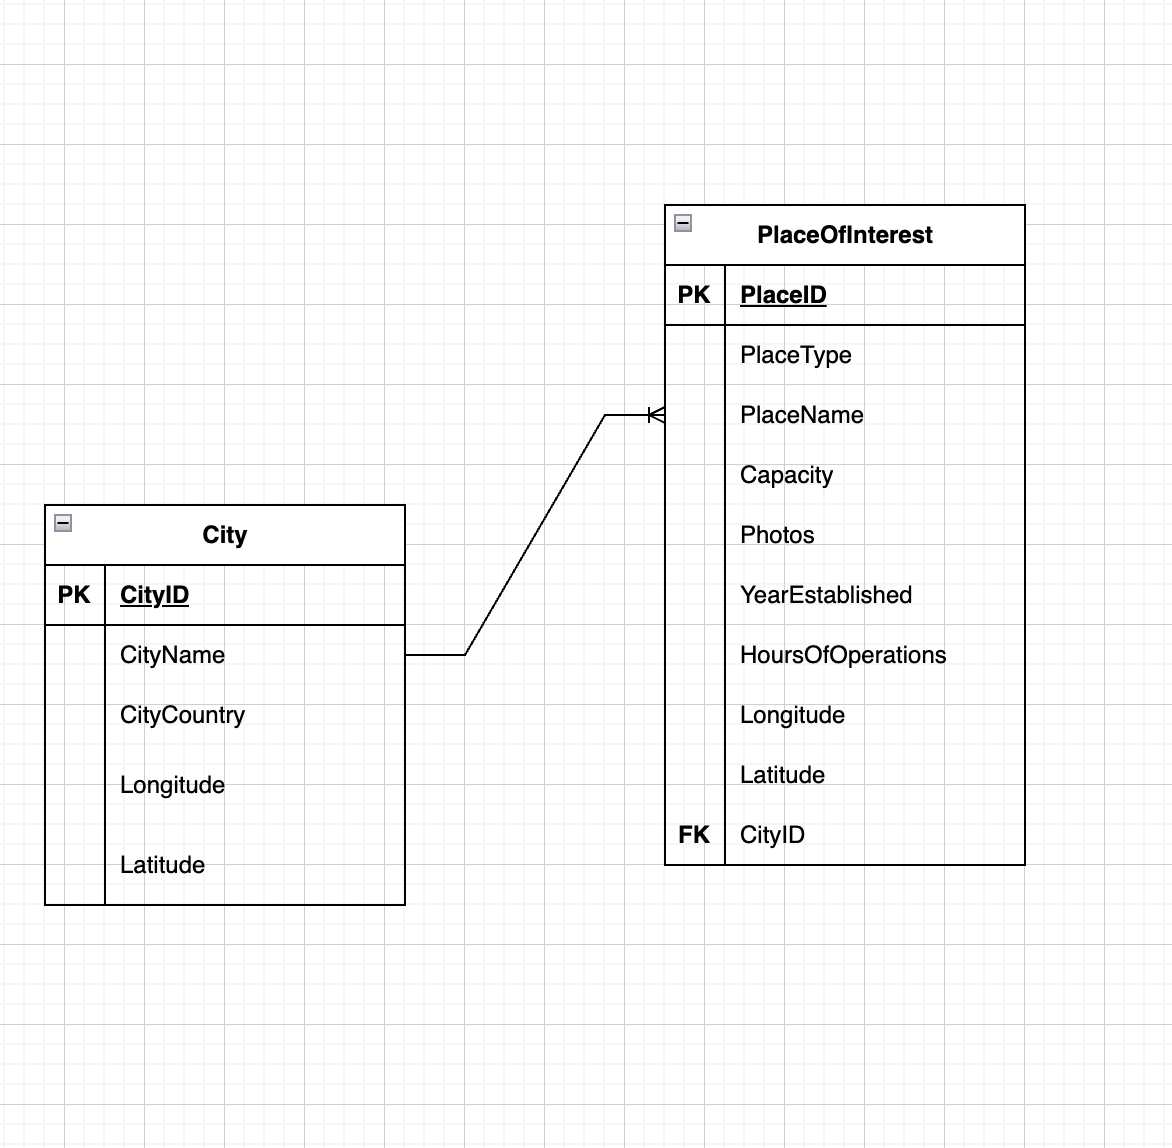 PlaceOfInterest
PK PlaceID
PlaceType
PlaceName
Capacity
Photos
YearEstablished
HoursOfOperations
Longitude
Latitude
FK CityID
City
PK CityID
CityName
CityCountry
Longitude
Latitude